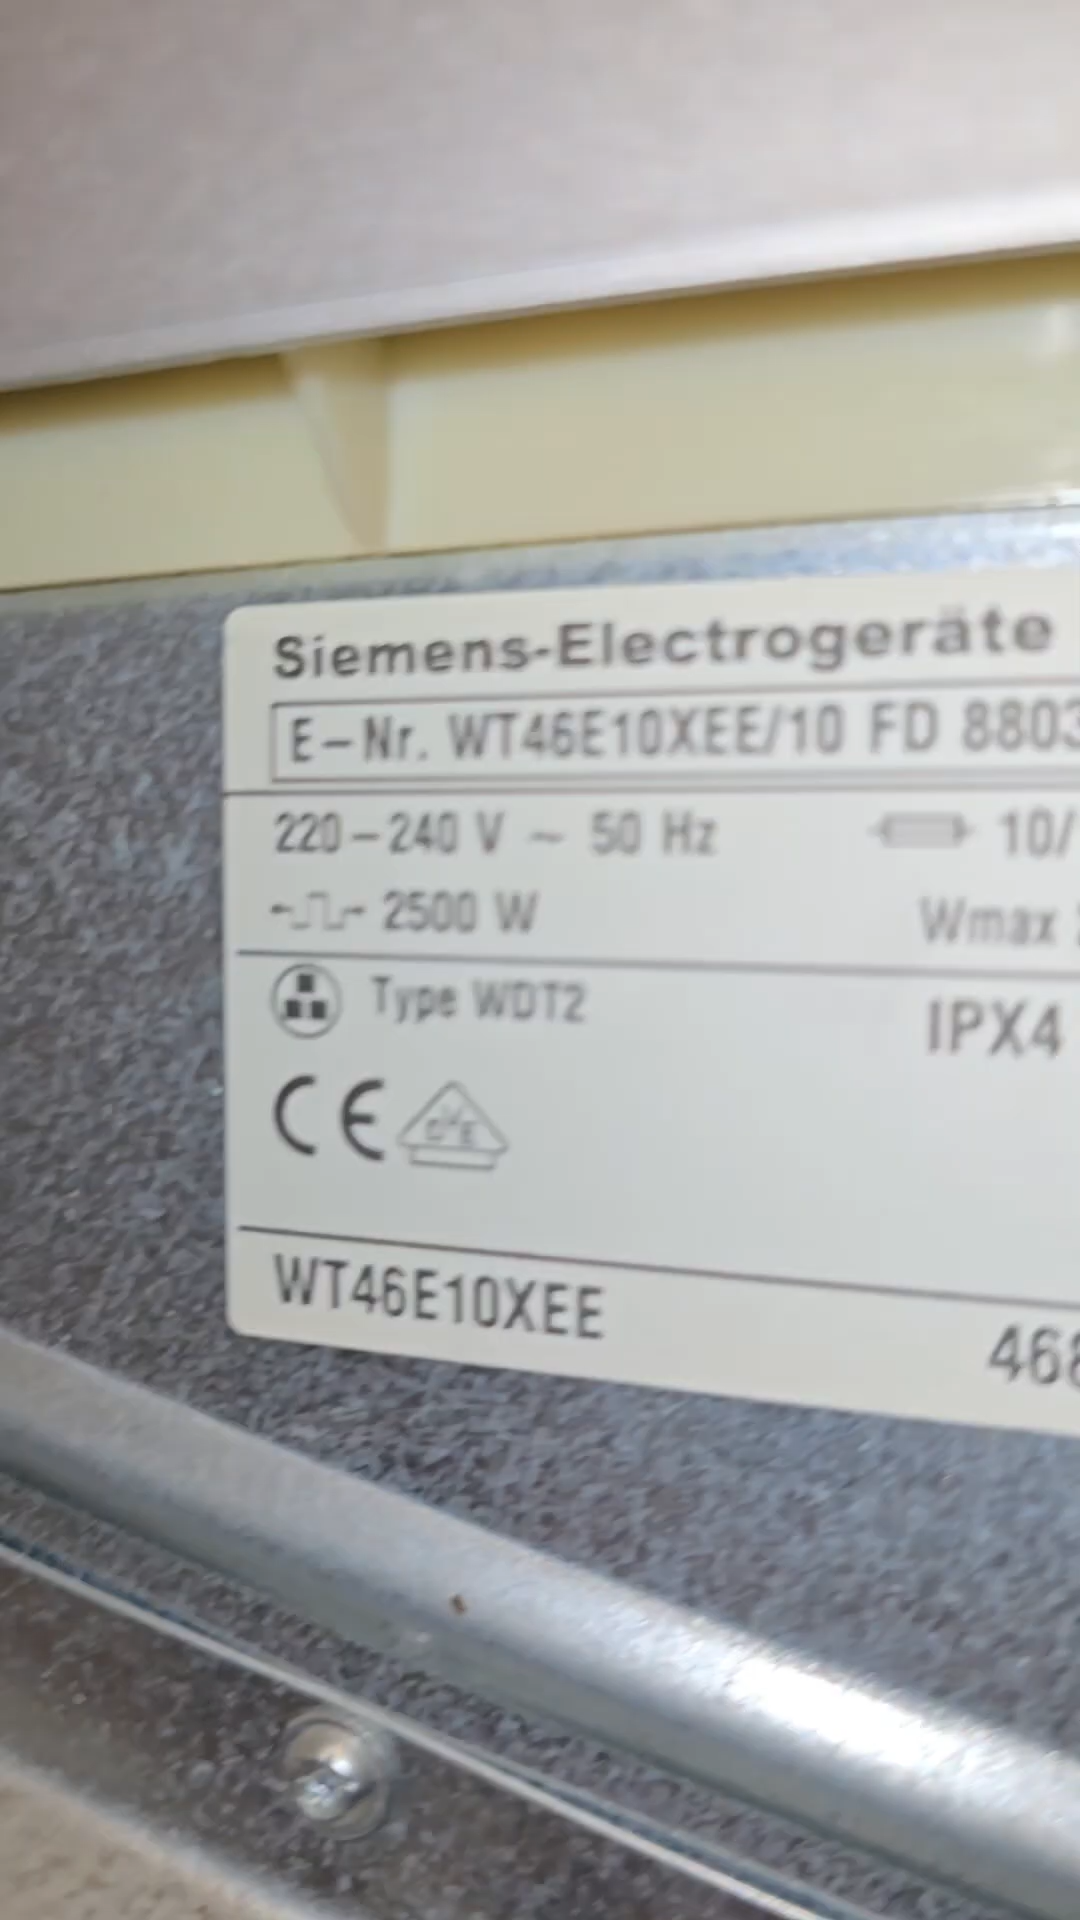 Siemens-Electrogeräte
E-Nr. WT46E10XEE/10 FD 8803
220-240 V ~ 50 Hz 10/
2500 W Wmax
Type WDT2 IPX4
CE OVE
WT46E10XEE 468